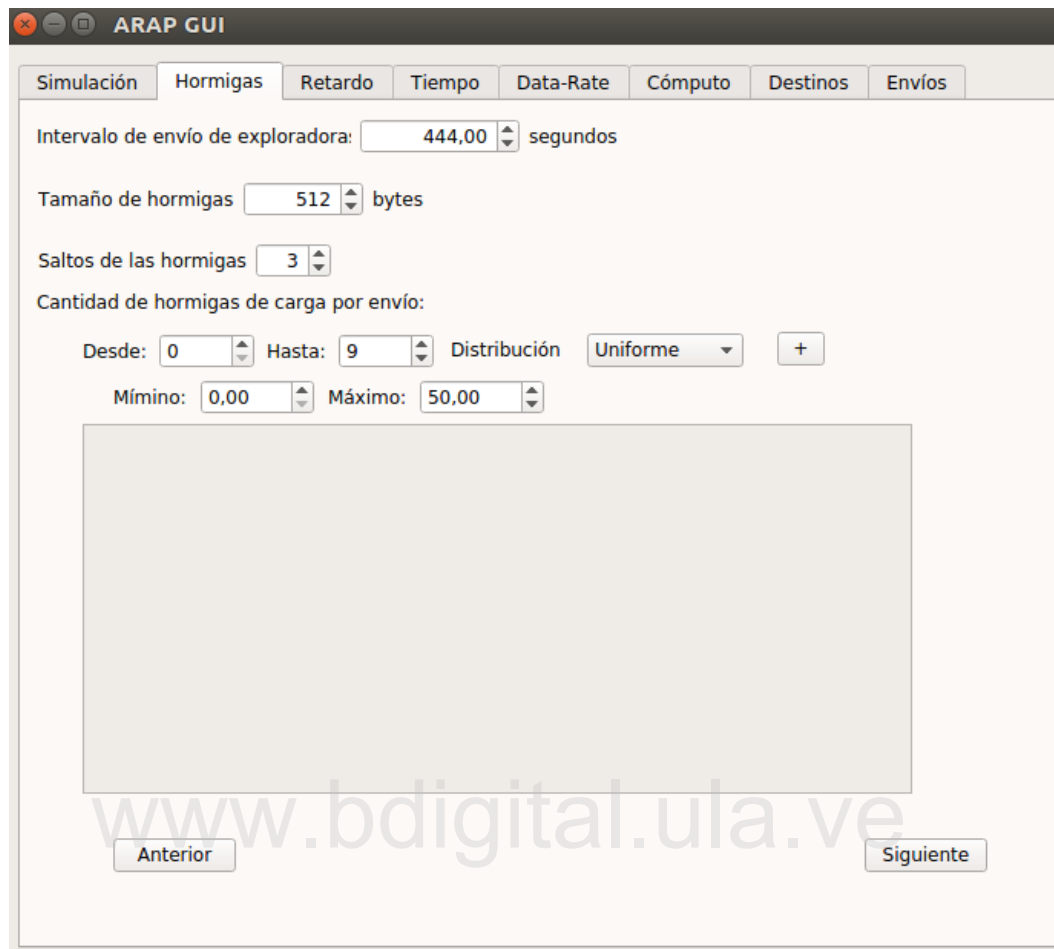 ARAP GUI
Simulación Hormigas Retardo Tiempo Data-Rate Cómputo Destinos Envíos
Intervalo de envío de exploradora: 444,00 segundos
Tamaño de hormigas 512 bytes
Saltos de las hormigas 3
Cantidad de hormigas de carga por envío:
Desde: 0 Hasta: 9 Distribución Uniforme +
Mímino: 0,00 Máximo: 50,00
www.bdigital.ula.ve
Anterior Siguiente